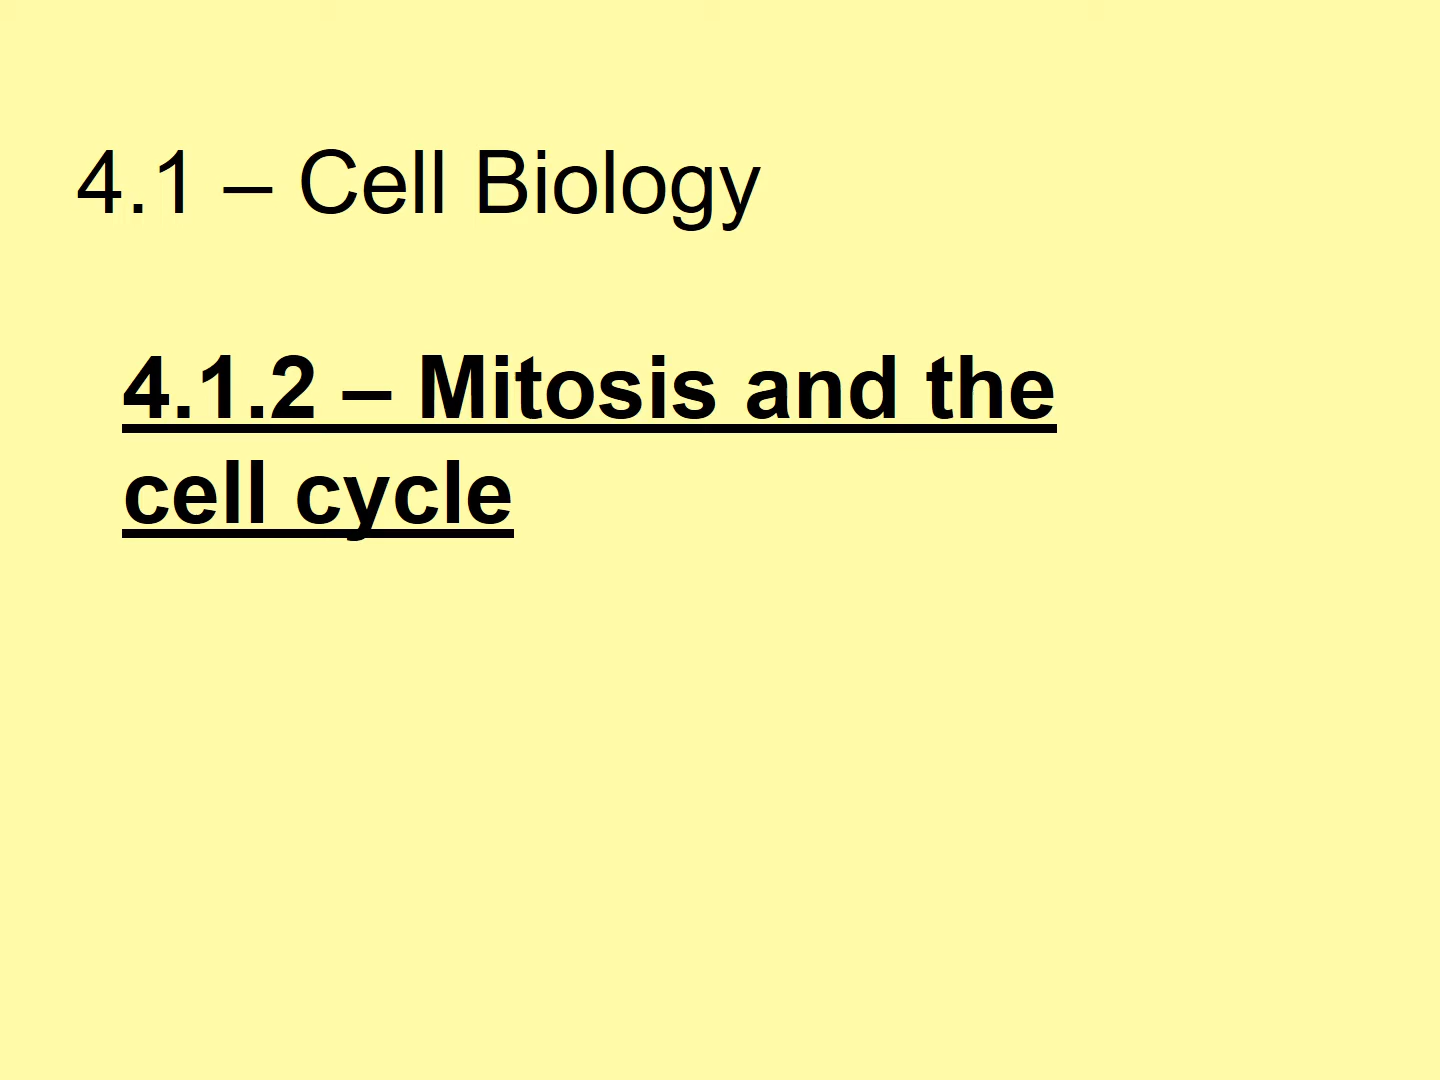 4.1 – Cell Biology
4.1.2 – Mitosis and the
cell cycle